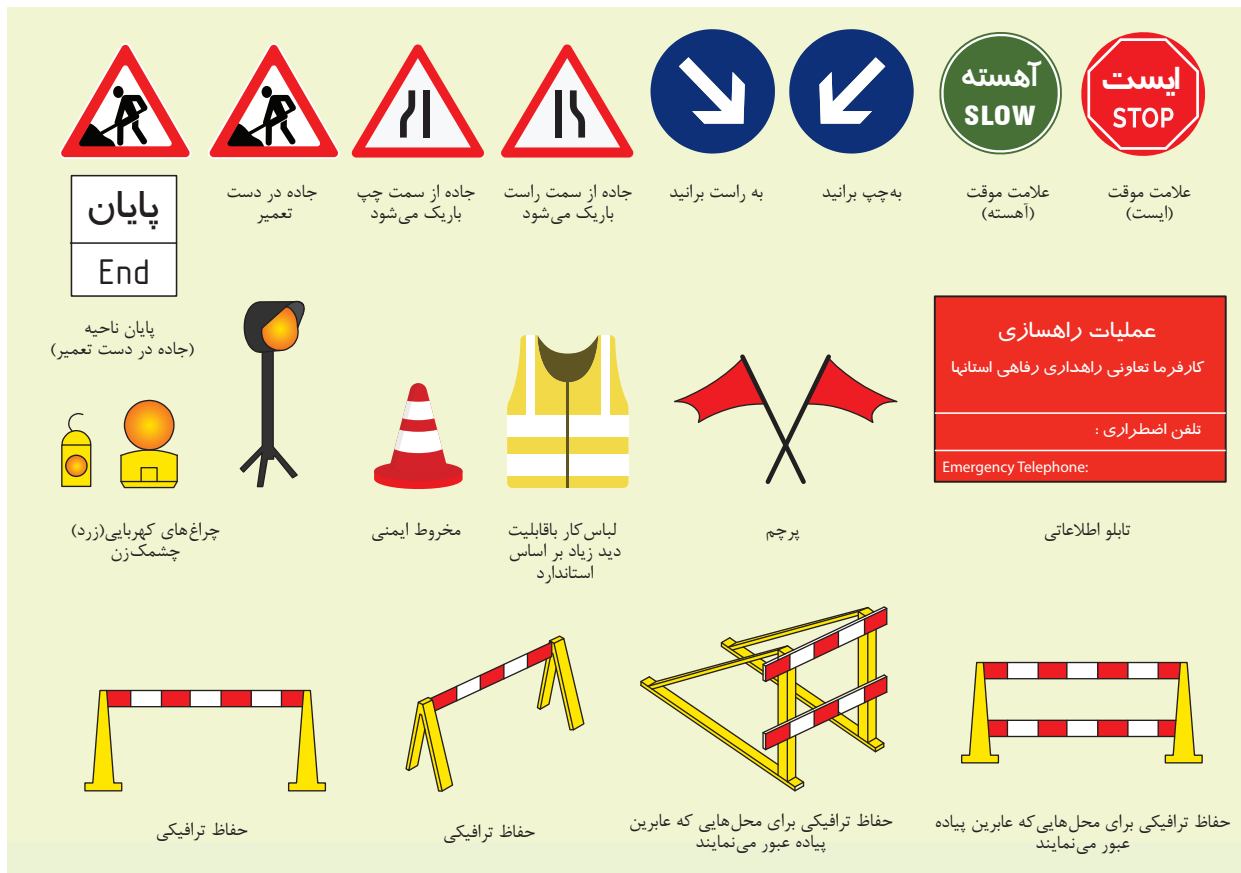 ایست
STOP
علامت موقت
(ایست)
آهسته
SLOW
علامت موقت
(آهسته)
به‌چپ برانید
به راست برانید
جاده از سمت راست
باریک می‌شود
جاده از سمت چپ
باریک می‌شود
جاده در دست
تعمیر
پایان
End
پایان ناحیه
(جاده در دست تعمیر)
عملیات راهسازی
کارفرما تعاونی راهداری رفاهی استانها
تلفن اضطراری :
Emergency Telephone:
تابلو اطلاعاتی
پرچم
لباس‌کار باقابلیت
دید زیاد بر اساس
استاندارد
مخروط ایمنی
چراغ‌های کهربایی(زرد)
چشمک‌زن
حفاظ ترافیکی برای محل‌هایی‌که عابرین پیاده
عبور می‌نمایند
حفاظ ترافیکی برای محل‌هایی که عابرین
پیاده عبور می‌نمایند
حفاظ ترافیکی
حفاظ ترافیکی